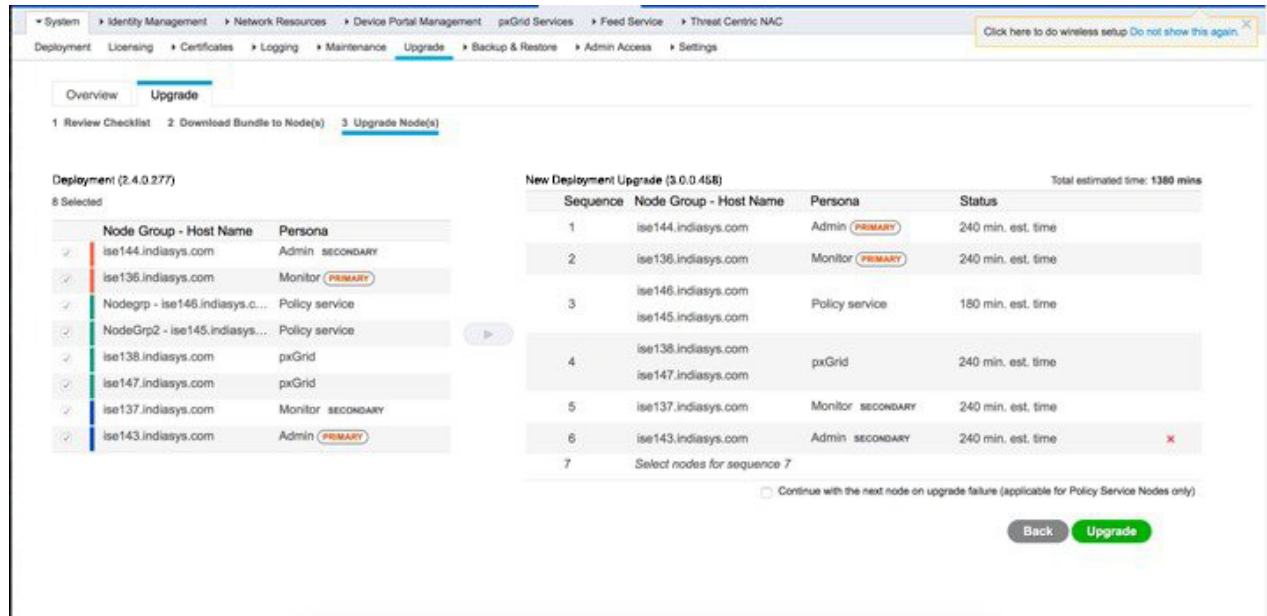 System Identity Management Network Resources Device Portal Management pxGrid Services Feed Service Threat Centric NAC
Click here to do wireless setup Do not show this again.
Deployment Licensing Certificates Logging Maintenance Upgrade Backup & Restore Admin Access Settings
Overview Upgrade
1 Review Checklist 2 Download Bundle to Node(s) 3 Upgrade Node(s)
Deployment (2.4.0.277)
8 Selected
Node Group - Host Name Persona
ise144.indiasys.com Admin SECONDARY
ise136.indiasys.com Monitor PRIMARY
Nodegrp - ise146.indiasys.c... Policy service
NodeGrp2 - ise145.indiasys... Policy service
ise138.indiasys.com pxGrid
ise147.indiasys.com pxGrid
ise137.indiasys.com Monitor SECONDARY
ise143.indiasys.com Admin PRIMARY
New Deployment Upgrade (3.0.0.458) Total estimated time: 1380 mins
Sequence Node Group - Host Name Persona Status
1 ise144.indiasys.com Admin PRIMARY 240 min. est. time
2 ise136.indiasys.com Monitor PRIMARY 240 min. est. time
ise146.indiasys.com
3 Policy service 180 min. est. time
ise145.indiasys.com
ise138.indiasys.com
4 pxGrid 240 min. est. time
ise147.indiasys.com
5 ise137.indiasys.com Monitor SECONDARY 240 min. est. time
6 ise143.indiasys.com Admin SECONDARY 240 min. est. time
7 Select nodes for sequence 7
Continue with the next node on upgrade failure (applicable for Policy Service Nodes only)
Back Upgrade